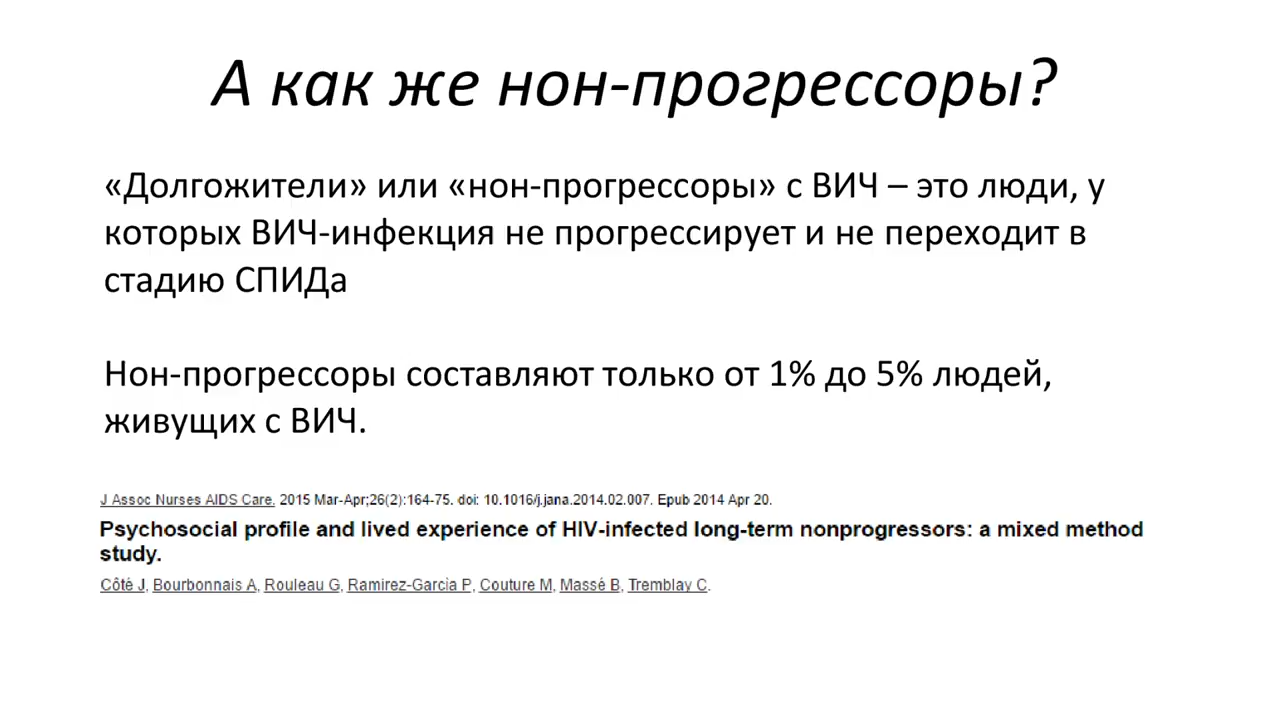 А как же нон-прогрессоры?
«Долгожители» или «нон-прогрессоры» с ВИЧ – это люди, у
которых ВИЧ-инфекция не прогрессирует и не переходит в
стадию СПИДа
Нон-прогрессоры составляют только от 1% до 5% людей,
живущих с ВИЧ.
J Assoc Nurses AIDS Care. 2015 Mar-Apr;26(2):164-75. doi: 10.1016/j.jana.2014.02.007. Epub 2014 Apr 20.
Psychosocial profile and lived experience of HIV-infected long-term nonprogressors: a mixed method
study.
Côté J, Bourbonnais A, Rouleau G, Ramirez-Garcia P, Couture M, Massé B, Tremblay C.